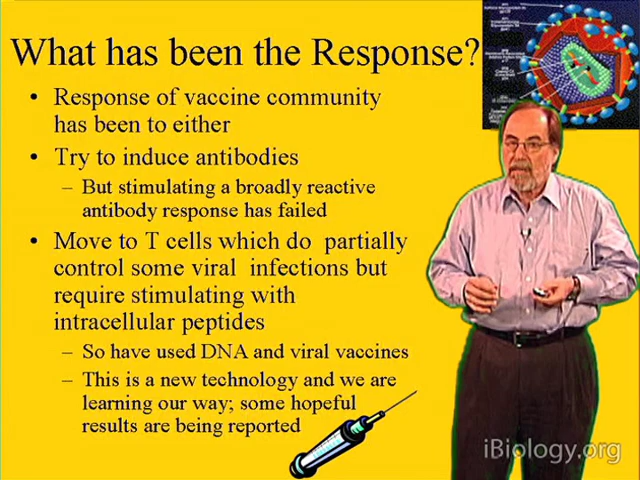 What has been the Response?
• Response of vaccine community
has been to either
• Try to induce antibodies
– But stimulating a broadly reactive
antibody response has failed
• Move to T cells which do partially
control some viral infections but
require stimulating with
intracellular peptides
– So have used DNA and viral vaccines
– This is a new technology and we are
learning our way; some hopeful
results are being reported
iBiology.org